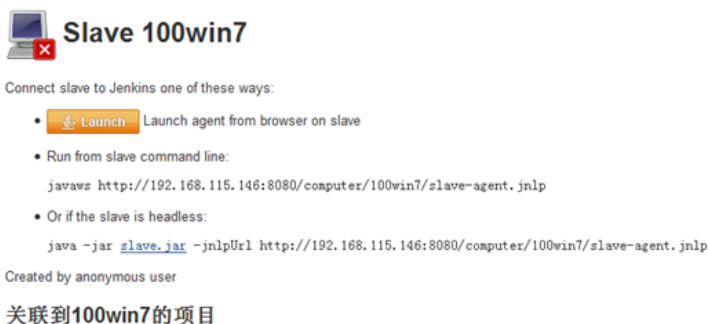 Slave 100win7
Connect slave to Jenkins one of these ways:
Launch Launch agent from browser on slave
Run from slave command line:
javaws http://192.168.115.146:8080/computer/100win7/slave-agent.jnlp
Or if the slave is headless:
java -jar slave.jar -jnlpUrl http://192.168.115.146:8080/computer/100win7/slave-agent.jnlp
Created by anonymous user
关联到100win7的项目